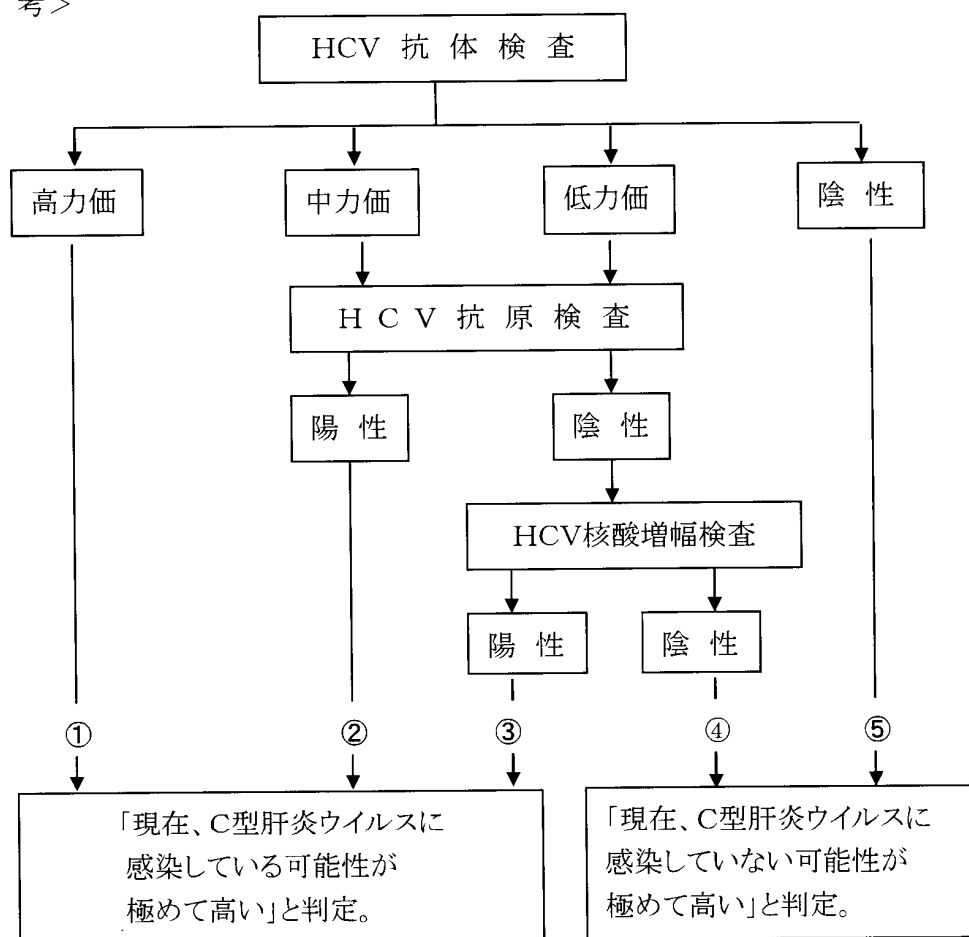 考>
HCV 抗 体 検 査
高力価
中力価
低力価
陰 性
H C V 抗 原 検 査
陽 性
陰 性
HCV核酸増幅検査
陽 性
陰 性
①
②
③
④
⑤
「現在、C型肝炎ウイルスに
感染している可能性が
極めて高い」と判定。
「現在、C型肝炎ウイルスに
感染していない可能性が
極めて高い」と判定。